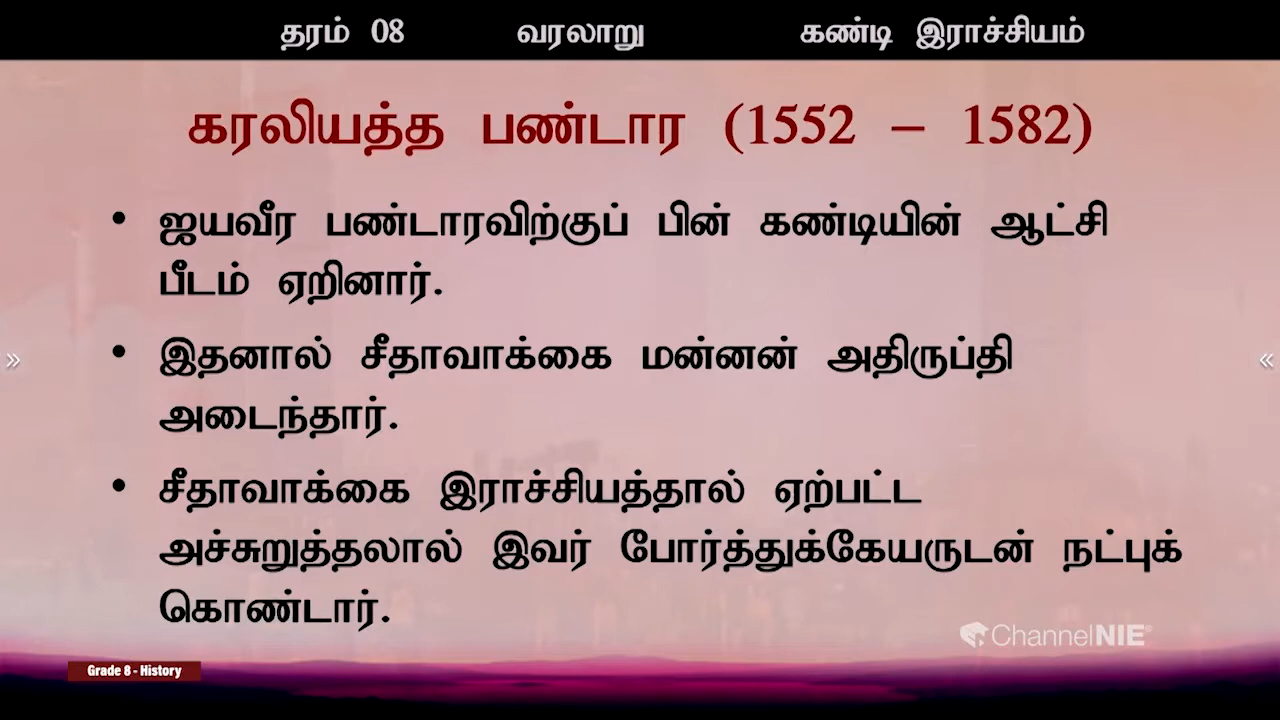 தரம் 08 வரலாறு கண்டி இராச்சியம்
கரலியத்த பண்டார (1552 – 1582)
• ஜயவீர பண்டாரவிற்குப் பின் கண்டியின் ஆட்சி
பீடம் ஏறினார்.
• இதனால் சீதாவாக்கை மன்னன் அதிருப்தி
அடைந்தார்.
• சீதாவாக்கை இராச்சியத்தால் ஏற்பட்ட
அச்சுறுத்தலால் இவர் போர்த்துக்கேயருடன் நட்புக்
கொண்டார்.
ChannelNIE
Grade 8 - History